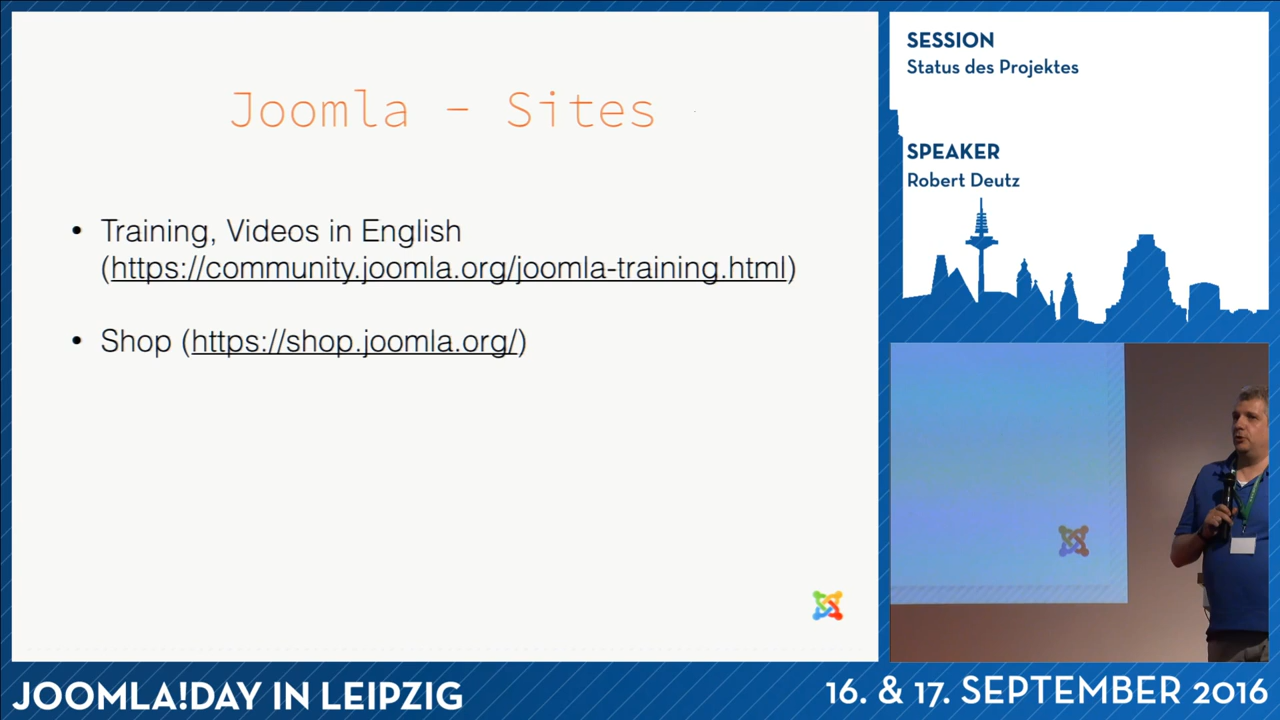 Joomla - Sites
• Training, Videos in English
(https://community.joomla.org/joomla-training.html)
• Shop (https://shop.joomla.org/)
SESSION
Status des Projektes
SPEAKER
Robert Deutz
JOOMLA!DAY IN LEIPZIG
16. & 17. SEPTEMBER 2016